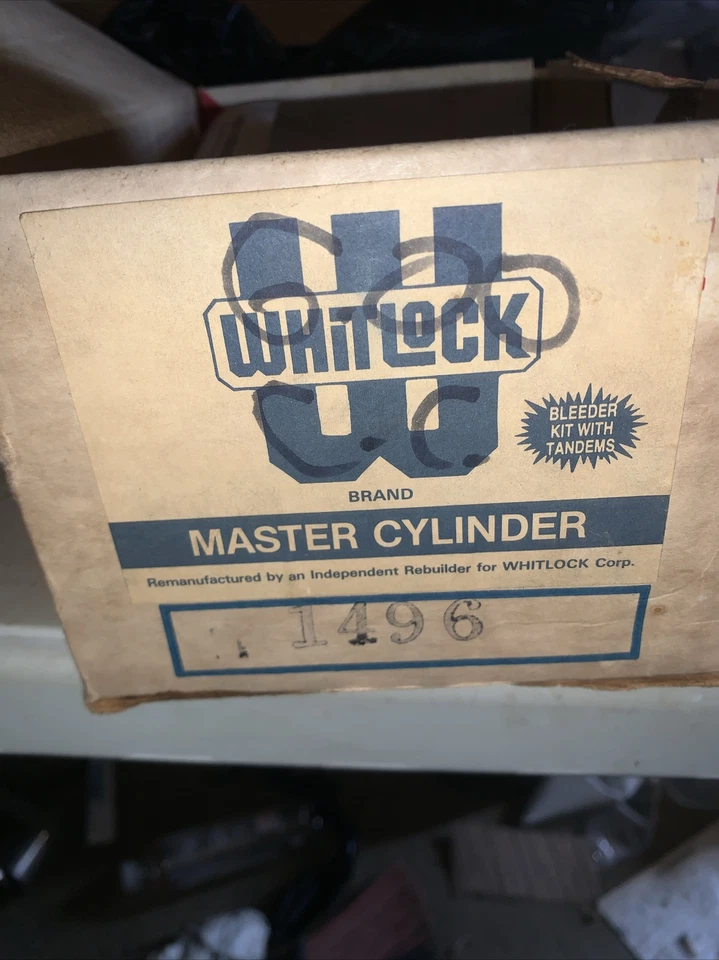 WHITLOCK
BLEEDER
KIT WITH
TANDEMS
BRAND
MASTER CYLINDER
Remanufactured by an Independent Rebuilder for WHITLOCK Corp.
1496